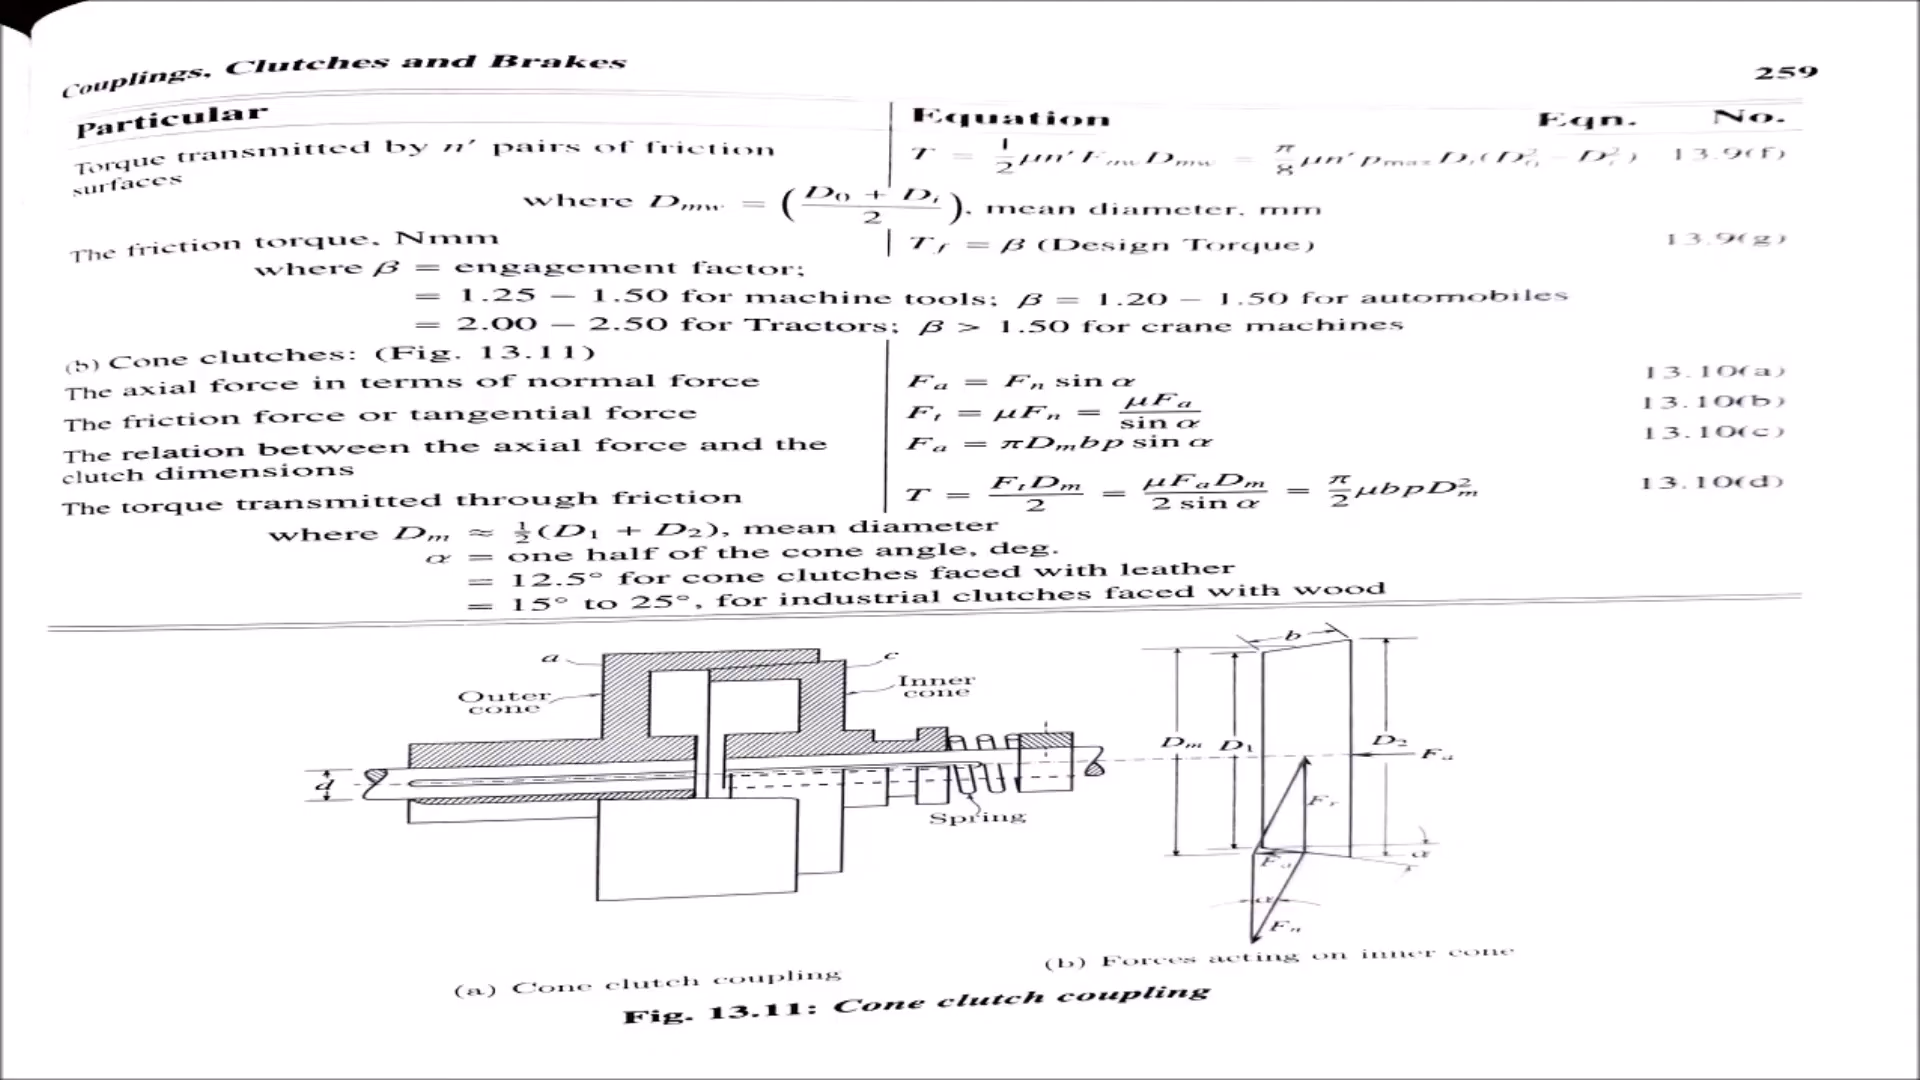 Couplings, Clutches and Brakes 259
Particular Equation Eqn. No.
Torque transmitted by n′ pairs of friction surfaces T = 1/2 μn′F_mw D_mw = π/8 μn′p_max D_i(D_0^2 − D_i^2) 13.9(f)
where D_mw = ((D_0 + D_i)/2), mean diameter, mm
The friction torque, Nmm T_f = β (Design Torque) 13.9(g)
where β = engagement factor;
= 1.25 − 1.50 for machine tools; β = 1.20 − 1.50 for automobiles
= 2.00 − 2.50 for Tractors; β > 1.50 for crane machines
(b) Cone clutches: (Fig. 13.11)
The axial force in terms of normal force F_a = F_n sin α 13.10(a)
The friction force or tangential force F_t = μF_n = μF_a/sin α 13.10(b)
The relation between the axial force and the F_a = πD_m bp sin α 13.10(c)
clutch dimensions
The torque transmitted through friction T = F_t D_m/2 = μF_a D_m/2 sin α = π/2 μbpD_m^2 13.10(d)
where D_m ≈ 1/2(D_1 + D_2), mean diameter
α = one half of the cone angle, deg.
= 12.5° for cone clutches faced with leather
= 15° to 25°, for industrial clutches faced with wood
a
c
Outer
cone
Inner
cone
d
Spring
b
D_m D_1 D_2 F_a
F_r
F_a
α
α
F_n
(a) Cone clutch coupling
(b) Forces acting on inner cone
Fig. 13.11: Cone clutch coupling